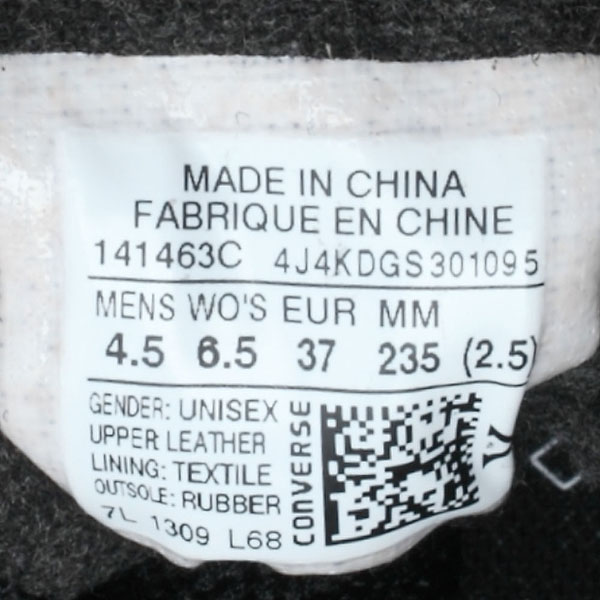 MADE IN CHINA
FABRIQUE EN CHINE
141463C 4J4KDGS301095
MENS WO'S EUR MM
4.5 6.5 37 235 (2.5)
GENDER: UNISEX
UPPER: LEATHER
LINING: TEXTILE
OUTSOLE: RUBBER
7L 1309 L68
CONVERSE